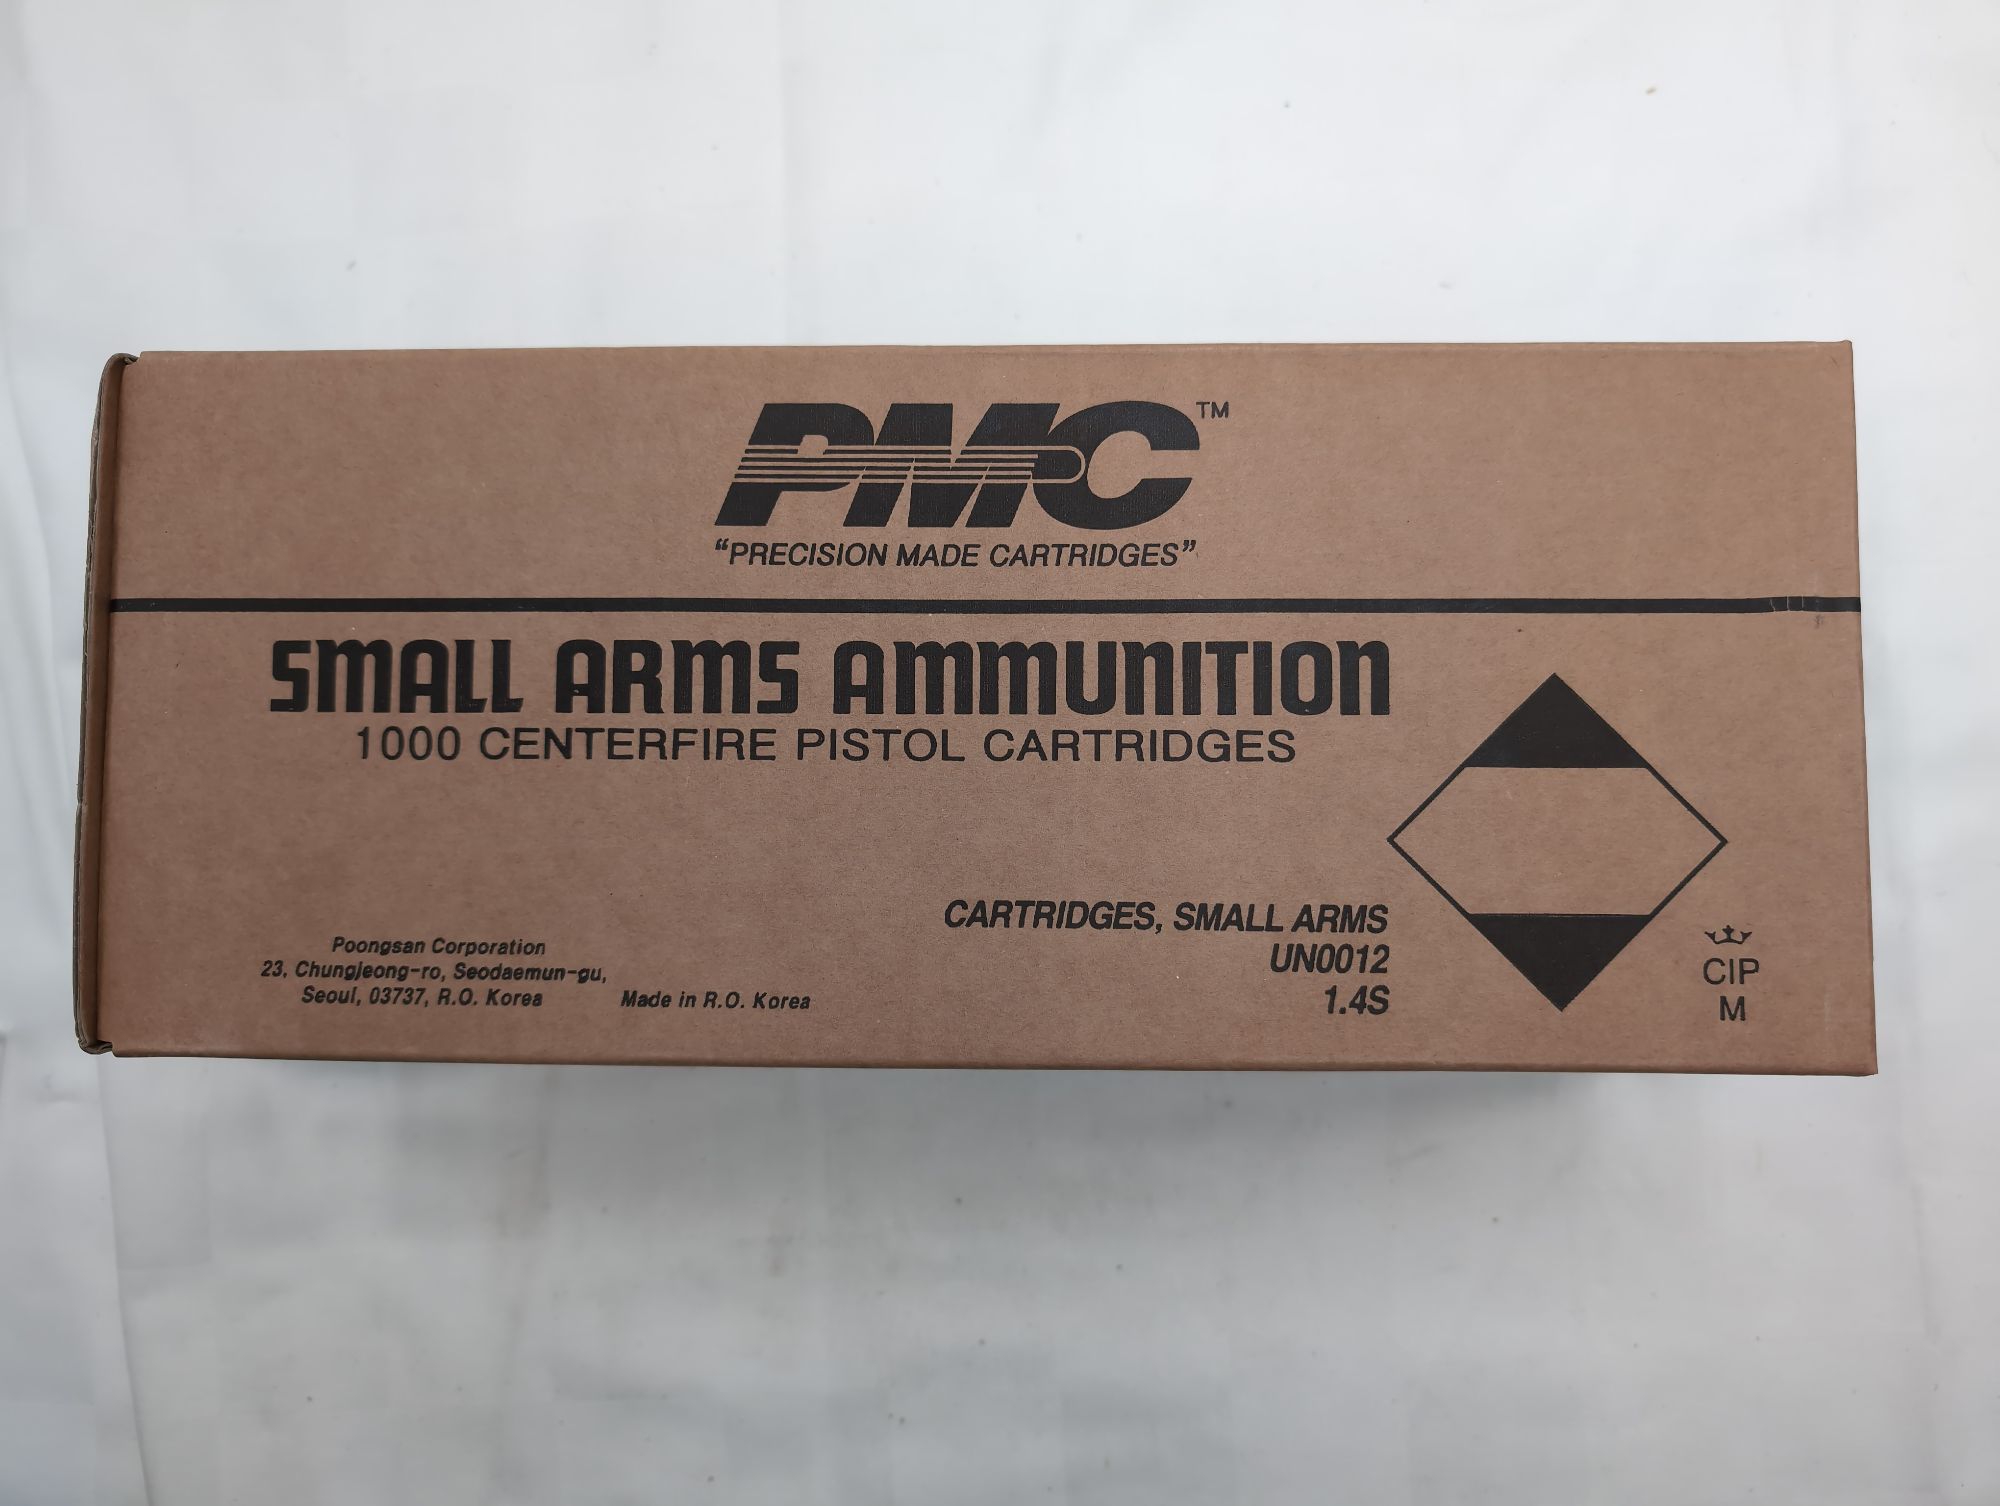 PMC™
“PRECISION MADE CARTRIDGES”
SMALL ARMS AMMUNITION
1000 CENTERFIRE PISTOL CARTRIDGES
CARTRIDGES, SMALL ARMS
UN0012
1.4S
Poongsan Corporation
23, Chungjeong-ro, Seodaemun-gu,
Seoul, 03737, R.O. Korea
Made in R.O. Korea
CIP
M